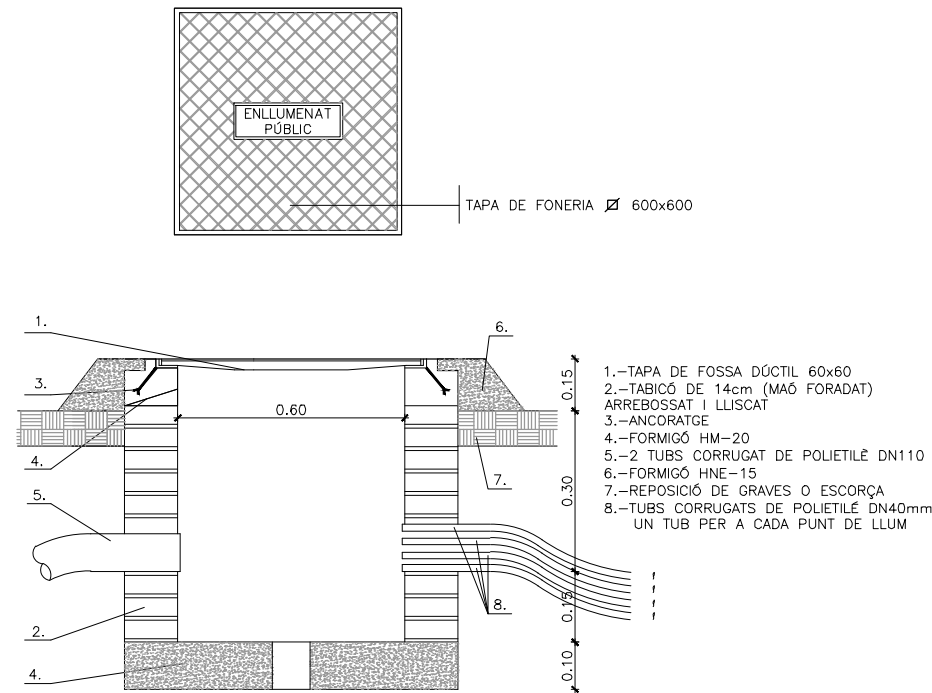 ENLLUMENAT
PÚBLIC
TAPA DE FONERIA 600x600
1.
6.
3.
4.
5.
2.
4.
7.
8.
0.60
0.15
0.30
0.15
0.10
1.-TAPA DE FOSSA DÚCTIL 60x60
2.-TABICÓ DE 14cm (MAÓ FORADAT)
ARREBOSSAT I LLISCAT
3.-ANCORATGE
4.-FORMIGÓ HM-20
5.-2 TUBS CORRUGAT DE POLIETILÈ DN110
6.-FORMIGÓ HNE-15
7.-REPOSICIÓ DE GRAVES O ESCORÇA
8.-TUBS CORRUGATS DE POLIETILÉ DN40mm
UN TUB PER A CADA PUNT DE LLUM